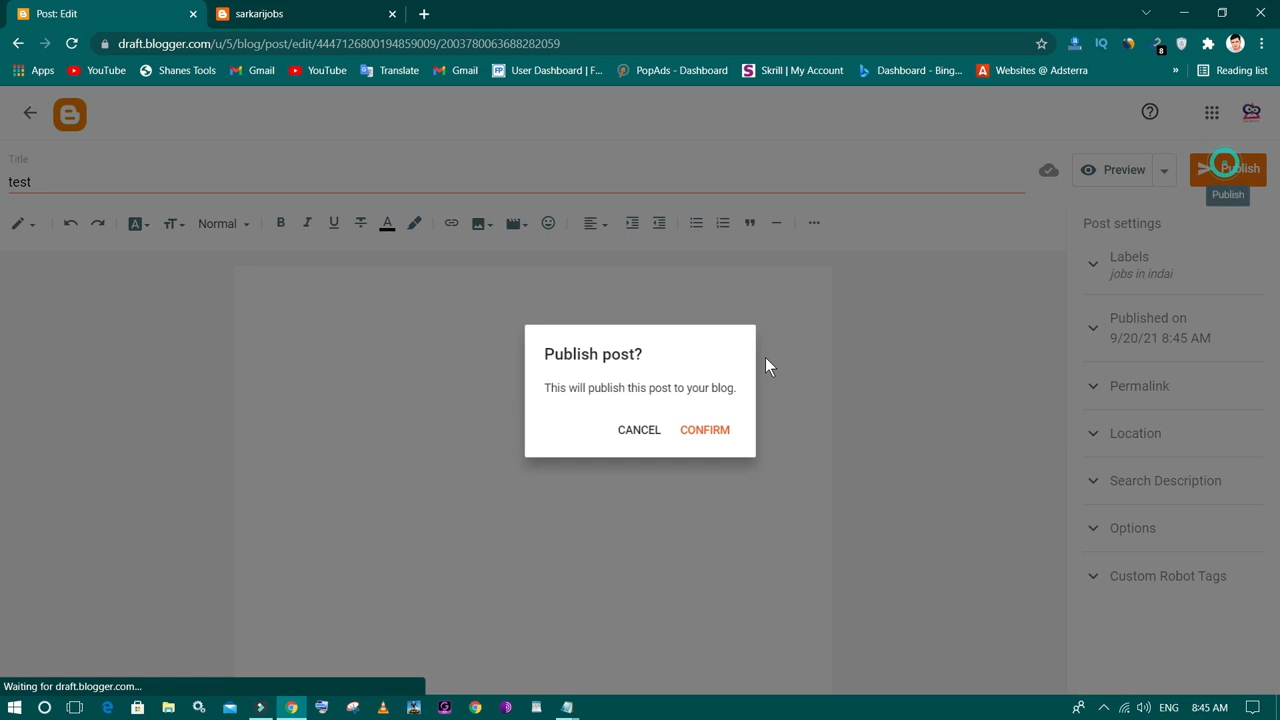 Post: Edit
sarkarijobs
draft.blogger.com/u/5/blog/post/edit/4447126800194859009/2003780063688282059
IQ
8
Apps
YouTube
Shanes Tools
Gmail
YouTube
Translate
Gmail
FP User Dashboard | F...
PopAds - Dashboard
S Skrill | My Account
Dashboard - Bing...
A Websites @ Adsterra
»
Reading list
Title
test
Preview
Publish
Publish
Normal
B I U A
Post settings
Labels
jobs in indai
Published on
9/20/21 8:45 AM
Permalink
Location
Search Description
Options
Custom Robot Tags
Publish post?
This will publish this post to your blog.
CANCEL
CONFIRM
Waiting for draft.blogger.com...
ENG
8:45 AM